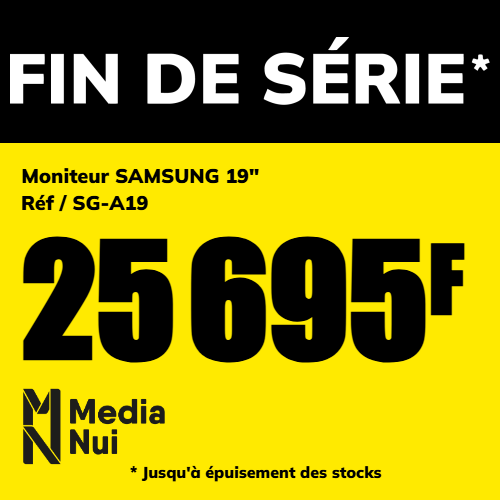 FIN DE SÉRIE*
Moniteur SAMSUNG 19"
Réf / SG-A19
25 695F
Media
Nui
* Jusqu'à épuisement des stocks